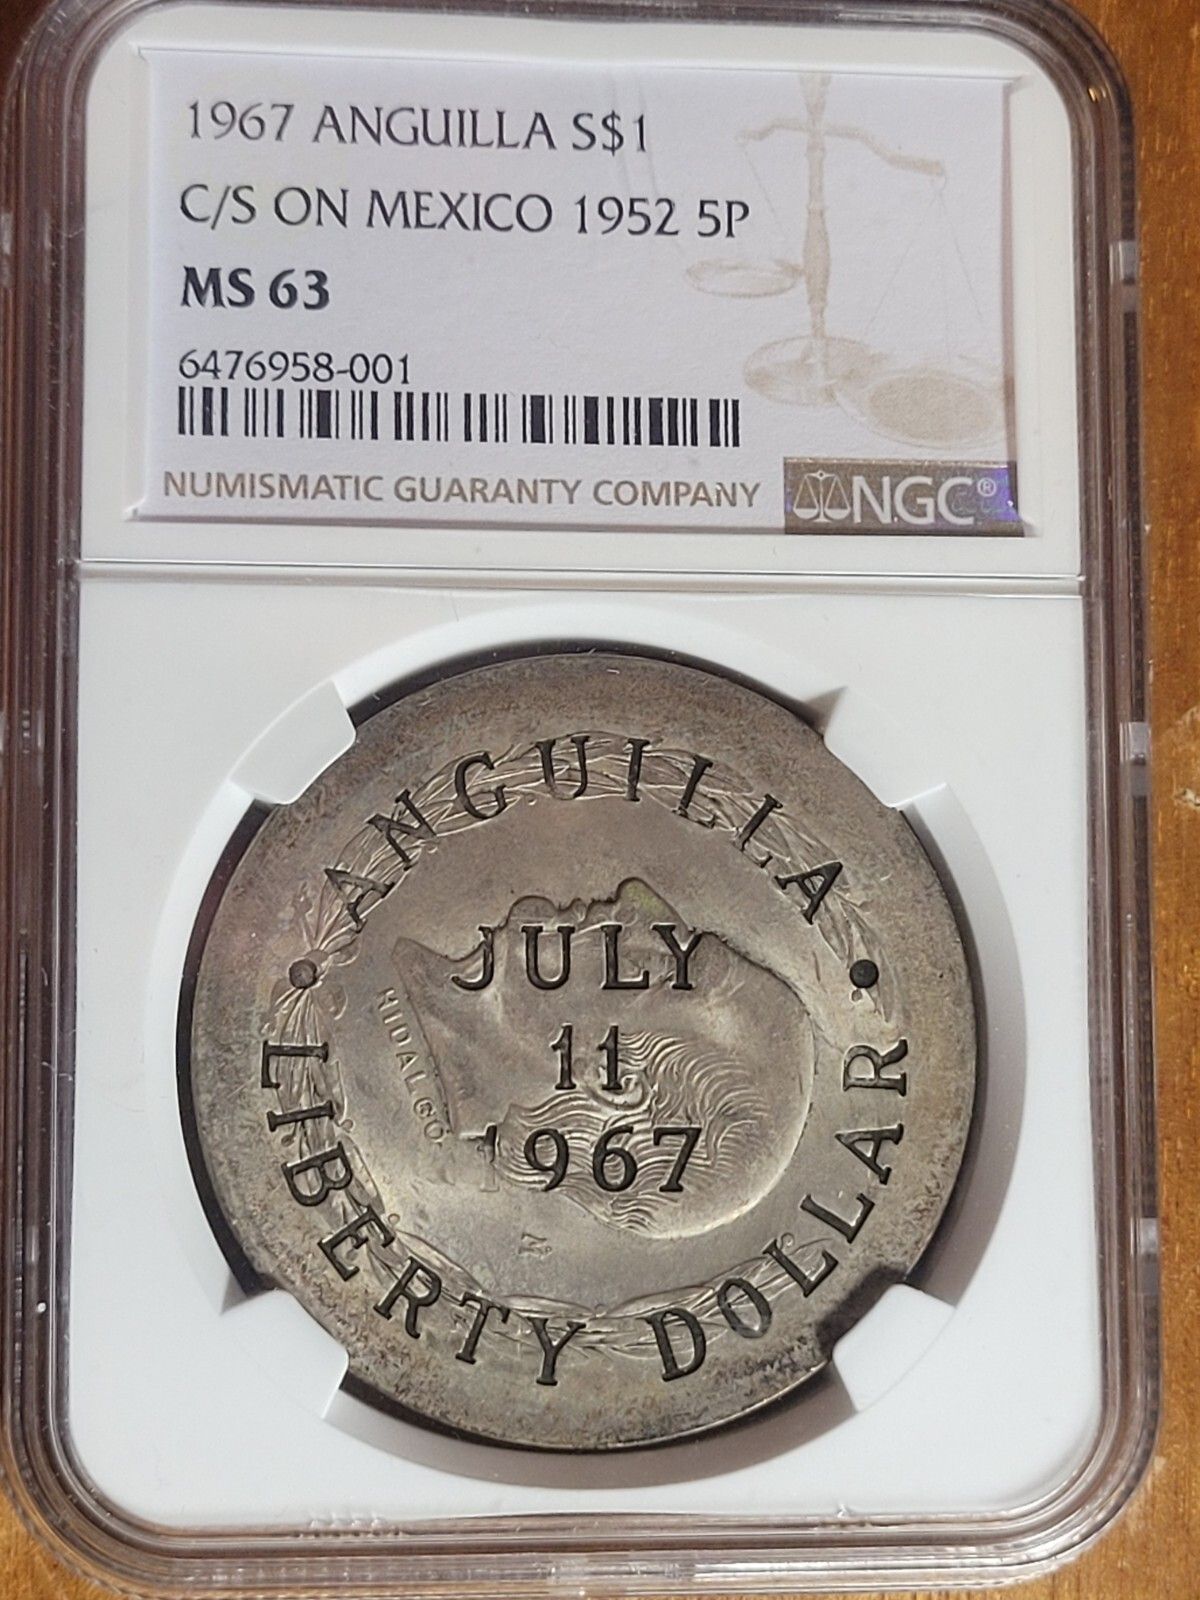 1967 ANGUILLA S$1
C/S ON MEXICO 1952 5P
MS 63
6476958-001
NUMISMATIC GUARANTY COMPANY
NGC®
• ANGUILLA •
JULY
11
1967
LIBERTY DOLLAR
HIDALGO